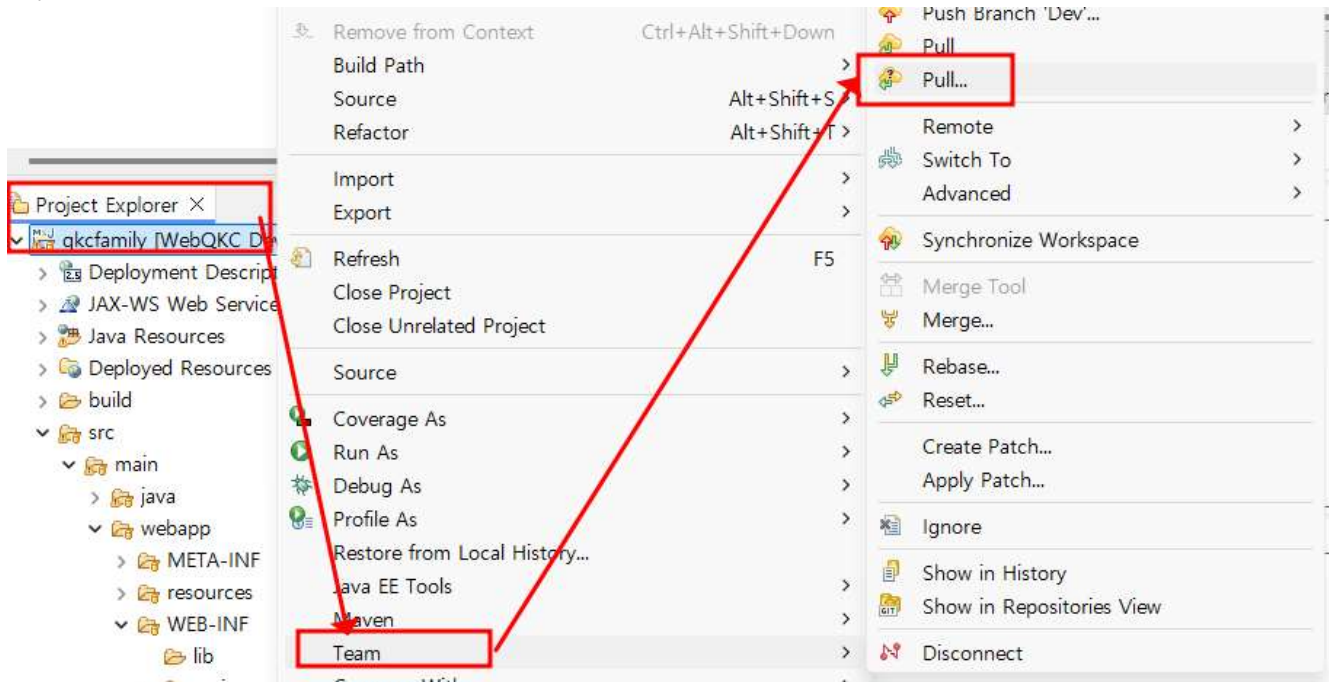 Project Explorer
qkcfamily [WebQKC Dev
Deployment Descript
JAX-WS Web Service
Java Resources
Deployed Resources
build
src
main
java
webapp
META-INF
resources
WEB-INF
lib
Remove from Context Ctrl+Alt+Shift+Down
Build Path
Source Alt+Shift+S
Refactor Alt+Shift+T
Import
Export
Refresh F5
Close Project
Close Unrelated Project
Source
Coverage As
Run As
Debug As
Profile As
Restore from Local History...
Java EE Tools
Maven
Team
Push Branch 'Dev'...
Pull
Pull...
Remote
Switch To
Advanced
Synchronize Workspace
Merge Tool
Merge...
Rebase...
Reset...
Create Patch...
Apply Patch...
Ignore
Show in History
Show in Repositories View
Disconnect